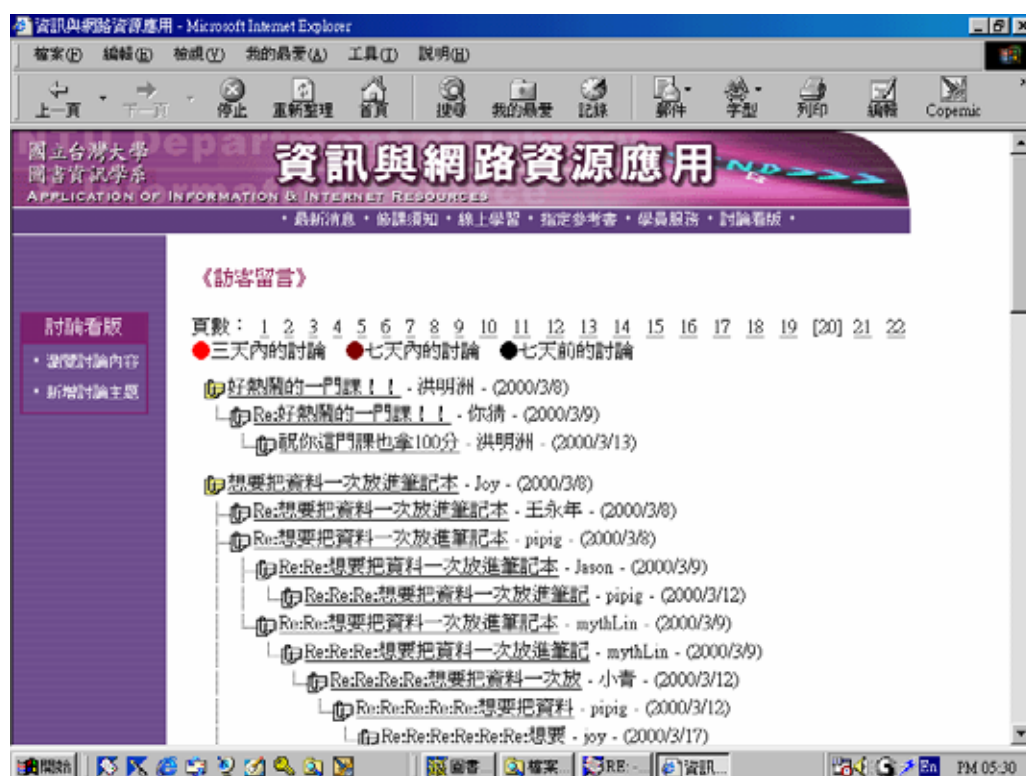 資訊與網路資源應用 - Microsoft Internet Explorer
檔案(F) 編輯(E) 檢視(V) 我的最愛(A) 工具(T) 說明(H)
上一頁 下一頁 停止 重新整理 首頁 搜尋 我的最愛 記錄 郵件 字型 列印 編輯 Copernic
國立台灣大學
圖書資訊學系
資訊與網路資源應用
APPLICATION OF INFORMATION & INTERNET RESOURCES
・最新消息・修課須知・線上學習・指定參考書・學員服務・討論看版・
《訪客留言》
討論看版
・瀏覽討論內容
・新增討論主題
頁數： 1 2 3 4 5 6 7 8 9 10 11 12 13 14 15 16 17 18 19 [20] 21 22
●三天內的討論 ●七天內的討論 ●七天前的討論
好熱鬧的一門課！！ - 洪明洲 - (2000/3/8)
Re:好熱鬧的一門課！！ - 你猜 - (2000/3/9)
祝你這門課也拿100分 - 洪明洲 - (2000/3/13)
想要把資料一次放進筆記本 - Joy - (2000/3/8)
Re:想要把資料一次放進筆記本 - 王永年 - (2000/3/8)
Re:想要把資料一次放進筆記本 - pipig - (2000/3/8)
Re:Re:想要把資料一次放進筆記本 - Jason - (2000/3/9)
Re:Re:Re:想要把資料一次放進筆記 - pipig - (2000/3/12)
Re:Re:想要把資料一次放進筆記本 - mythLin - (2000/3/9)
Re:Re:Re:想要把資料一次放進筆記 - mythLin - (2000/3/9)
Re:Re:Re:Re:想要把資料一次放 - 小青 - (2000/3/12)
Re:Re:Re:Re:Re:想要把資料 - pipig - (2000/3/12)
Re:Re:Re:Re:Re:Re:想要 - joy - (2000/3/17)
開始 圖書... 檔案... RE: -... 資訊... En PM 05:30